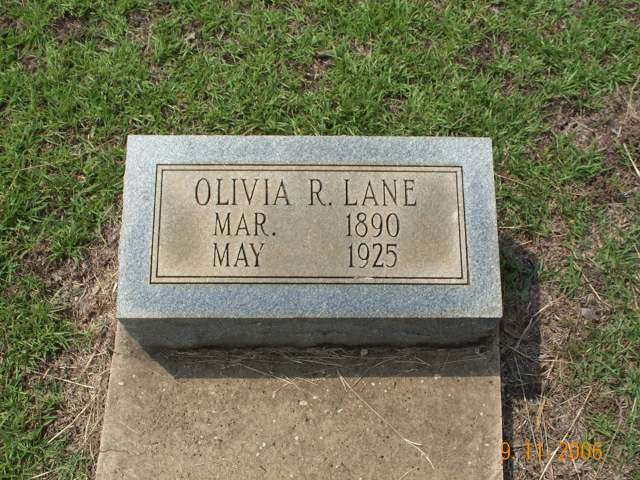 OLIVIA R. LANE
MAR. 1890
MAY 1925
9.11.2006